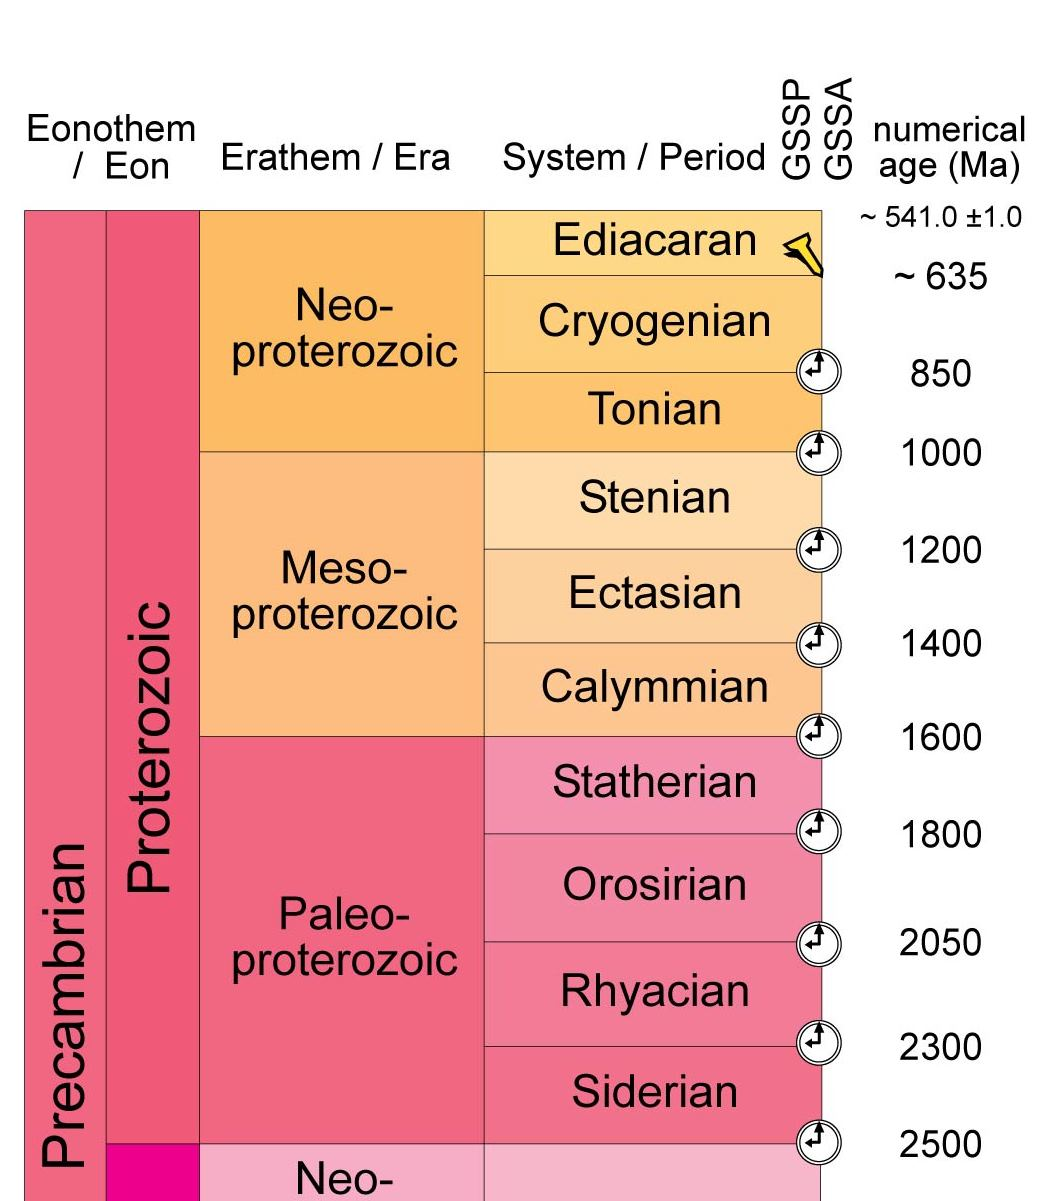 Eonothem
/ Eon
Erathem / Era
System / Period
GSSP
GSSA
numerical
age (Ma)
~ 541.0 ±1.0
Ediacaran
~ 635
Neo-
proterozoic
Cryogenian
850
Tonian
1000
Stenian
1200
Meso-
proterozoic
Ectasian
1400
Calymmian
1600
Proterozoic
Statherian
1800
Precambrian
Orosirian
Paleo-
proterozoic
2050
Rhyacian
2300
Siderian
2500
Neo-